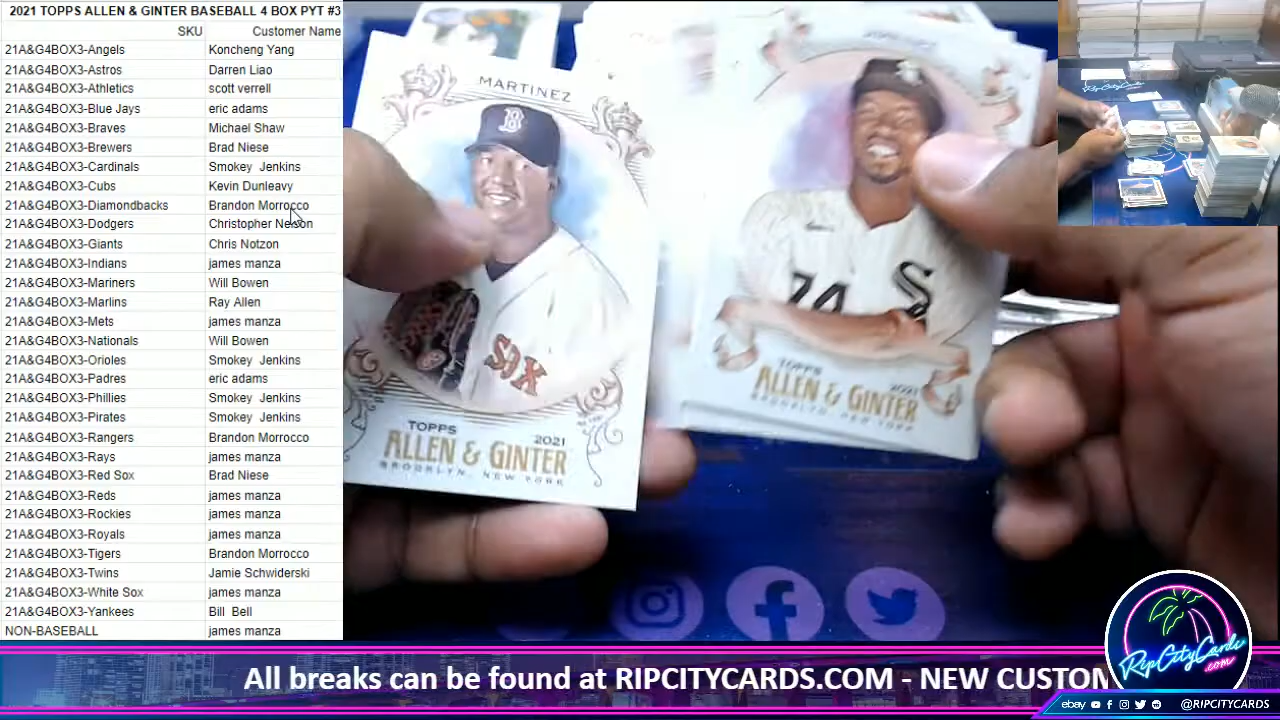 2021 TOPPS ALLEN & GINTER BASEBALL 4 BOX PYT #3
SKU Customer Name
21A&G4BOX3-Angels Koncheng Yang
21A&G4BOX3-Astros Darren Liao
21A&G4BOX3-Athletics scott verrell
21A&G4BOX3-Blue Jays eric adams
21A&G4BOX3-Braves Michael Shaw
21A&G4BOX3-Brewers Brad Niese
21A&G4BOX3-Cardinals Smokey Jenkins
21A&G4BOX3-Cubs Kevin Dunleavy
21A&G4BOX3-Diamondbacks Brandon Morrocco
21A&G4BOX3-Dodgers Christopher Nelson
21A&G4BOX3-Giants Chris Notzon
21A&G4BOX3-Indians james manza
21A&G4BOX3-Mariners Will Bowen
21A&G4BOX3-Marlins Ray Allen
21A&G4BOX3-Mets james manza
21A&G4BOX3-Nationals Will Bowen
21A&G4BOX3-Orioles Smokey Jenkins
21A&G4BOX3-Padres eric adams
21A&G4BOX3-Phillies Smokey Jenkins
21A&G4BOX3-Pirates Smokey Jenkins
21A&G4BOX3-Rangers Brandon Morrocco
21A&G4BOX3-Rays james manza
21A&G4BOX3-Red Sox Brad Niese
21A&G4BOX3-Reds james manza
21A&G4BOX3-Rockies james manza
21A&G4BOX3-Royals james manza
21A&G4BOX3-Tigers Brandon Morrocco
21A&G4BOX3-Twins Jamie Schwiderski
21A&G4BOX3-White Sox james manza
21A&G4BOX3-Yankees Bill Bell
NON-BASEBALL james manza
MARTINEZ
B
SOX
TOPPS 2021
ALLEN & GINTER
BROOKLYN, NEW YORK
74
TOPPS 2021
ALLEN & GINTER
BROOKLYN, NEW YORK
RIPCITYCARDS
All breaks can be found at RIPCITYCARDS.COM - NEW CUSTOM
RipCityCards
.com
ebay @RIPCITYCARDS